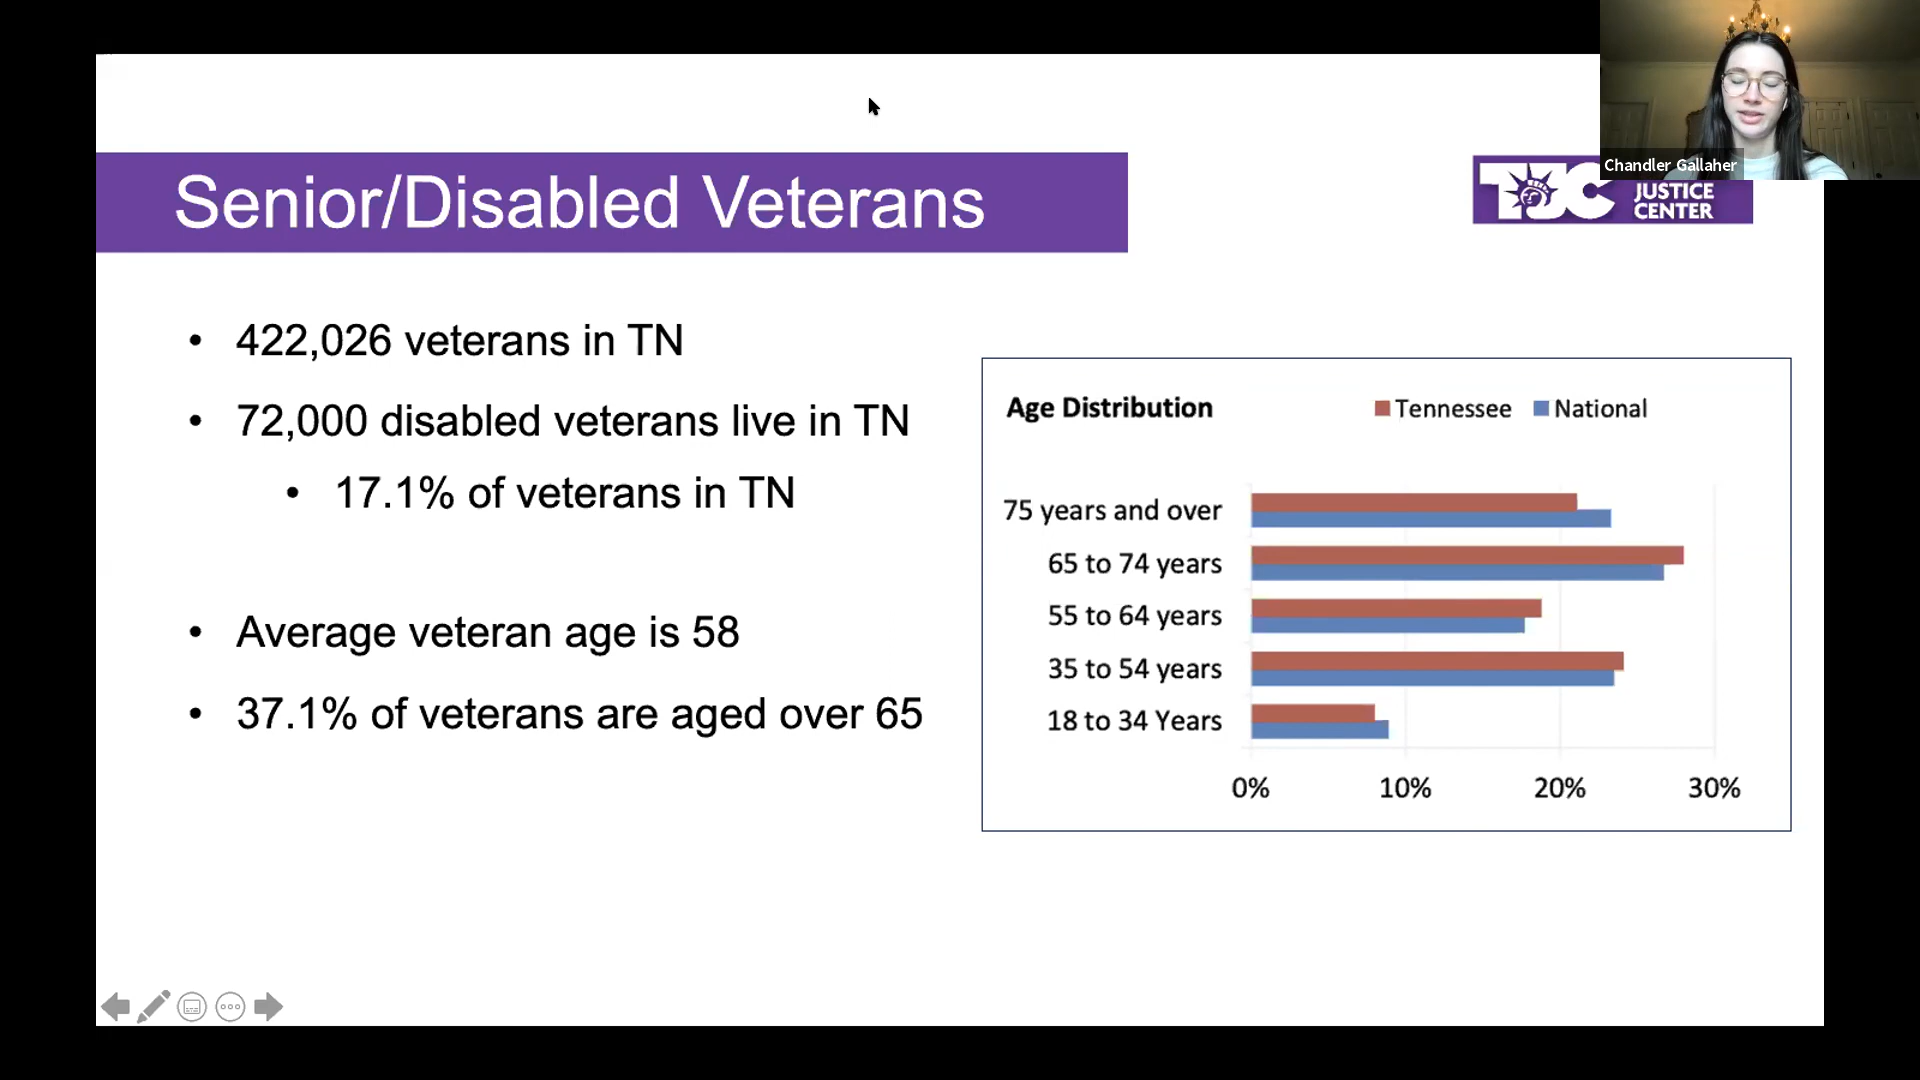 Chandler Gallaher
Senior/Disabled Veterans
TJC JUSTICE
CENTER
• 422,026 veterans in TN
• 72,000 disabled veterans live in TN
• 17.1% of veterans in TN
• Average veteran age is 58
• 37.1% of veterans are aged over 65
Age Distribution
Tennessee National
75 years and over
65 to 74 years
55 to 64 years
35 to 54 years
18 to 34 Years
0% 10% 20% 30%